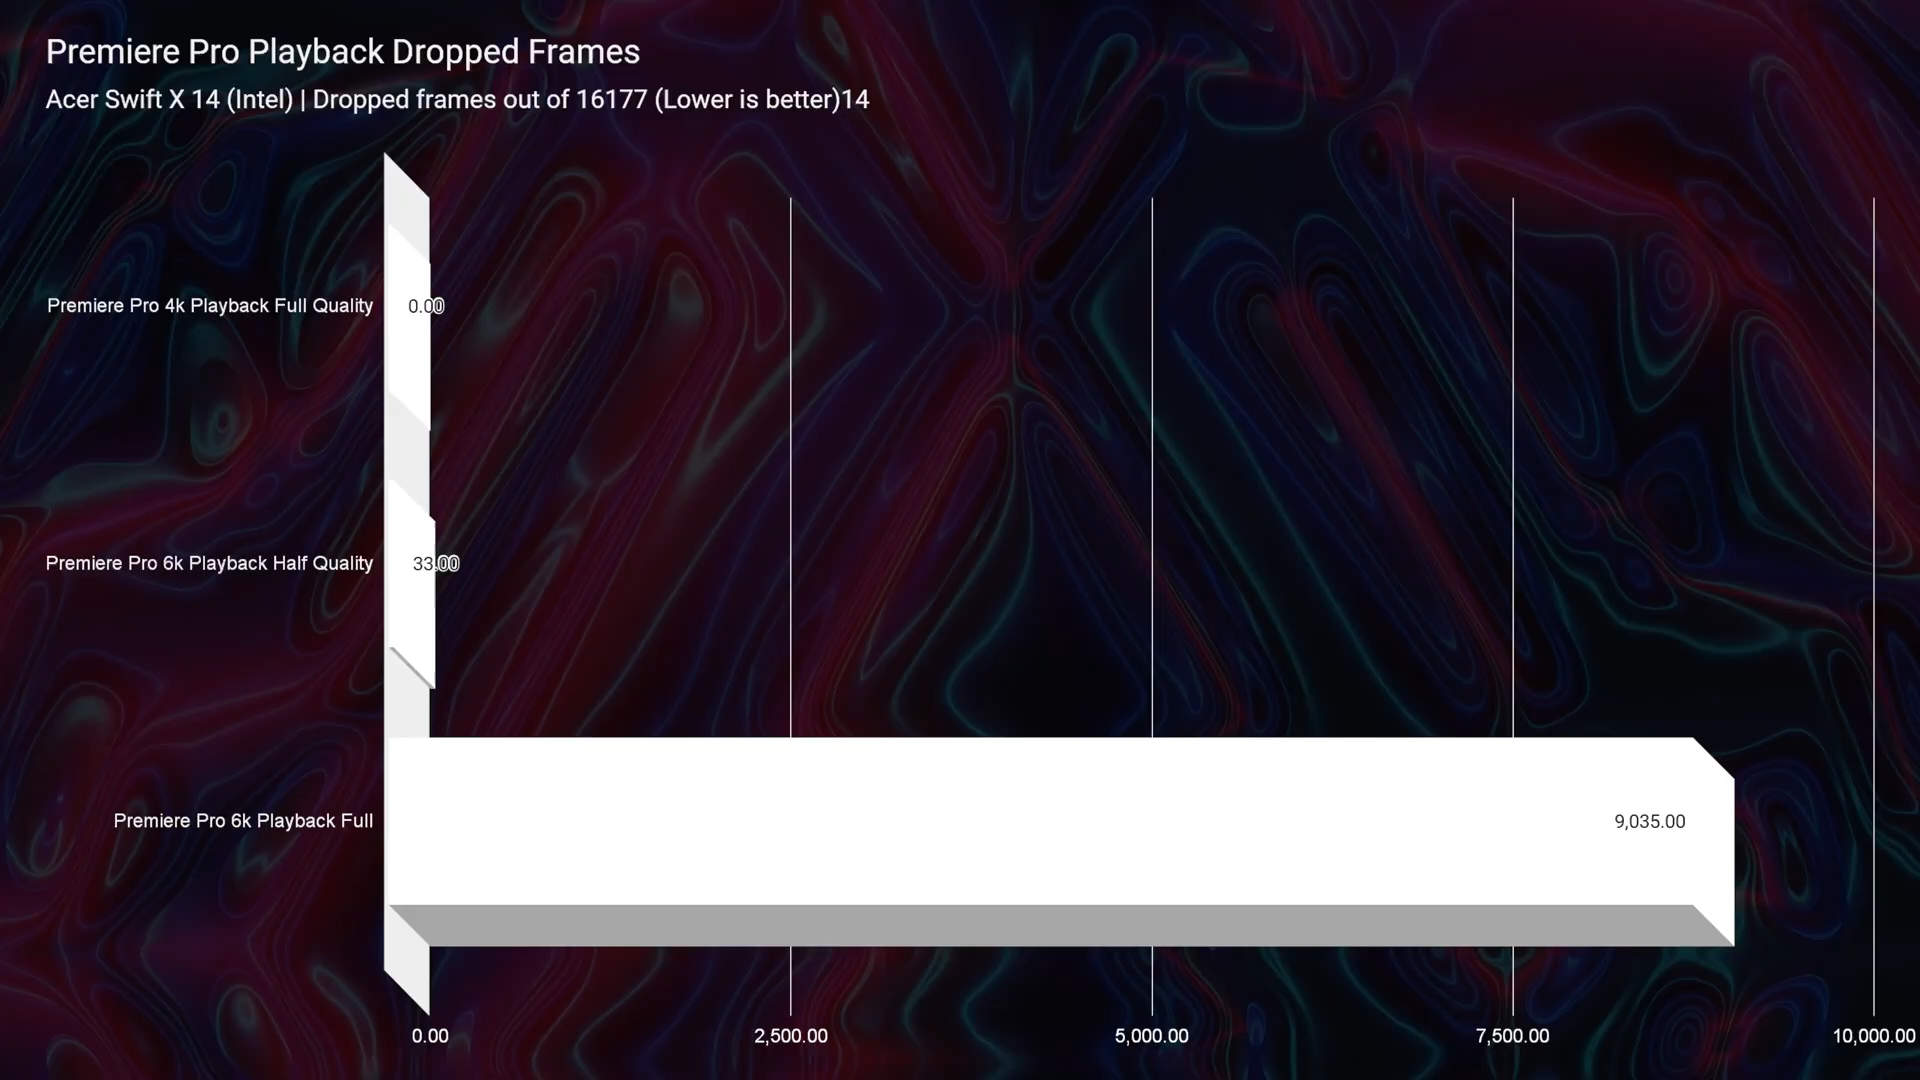 Premiere Pro Playback Dropped Frames
Acer Swift X 14 (Intel) | Dropped frames out of 16177 (Lower is better)14
Premiere Pro 4k Playback Full Quality
0.00
Premiere Pro 6k Playback Half Quality
33.00
Premiere Pro 6k Playback Full
9,035.00
0.00
2,500.00
5,000.00
7,500.00
10,000.00